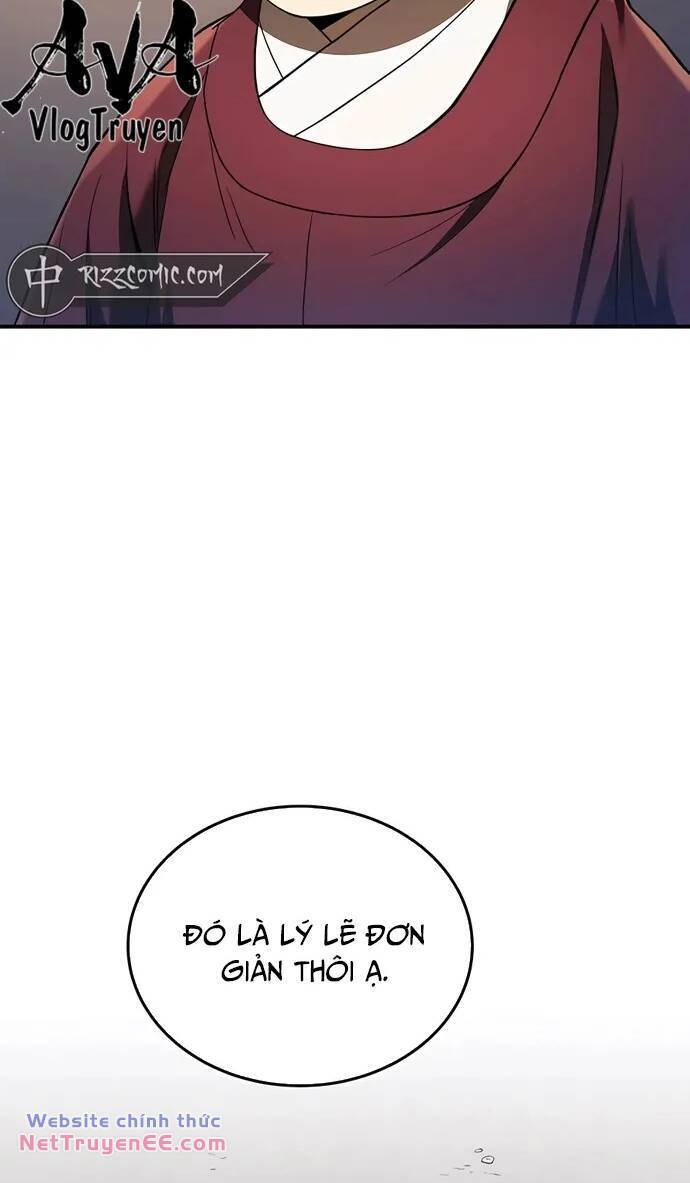 AVA
VlogTruyen
中 RIZZCOMIC.COM
ĐÓ LÀ LÝ LẼ ĐƠN
GIẢN THÔI Ạ.
Website chính thức
NetTruyenEE.com